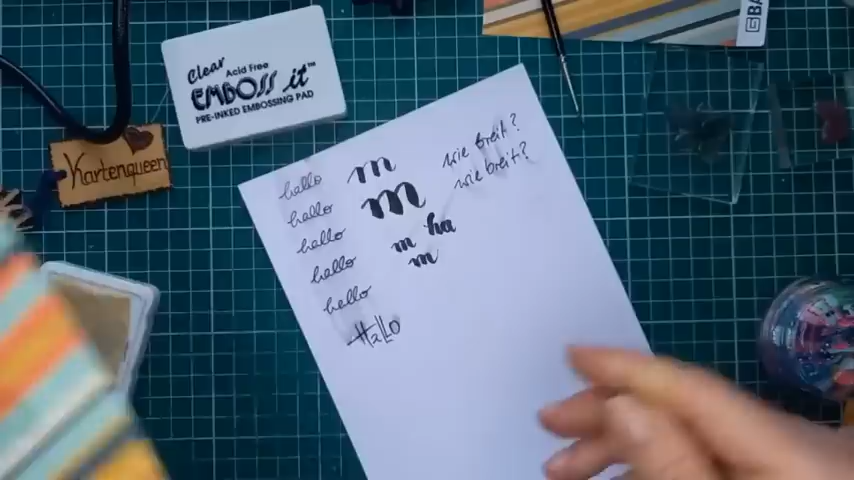 Clear
Acid Free
EMBOSS it™
PRE-INKED EMBOSSING PAD
Kartenqueen
hallo m wie breit?
hallo m wie breit?
hallo m ha
hallo m
hallo
Hallo